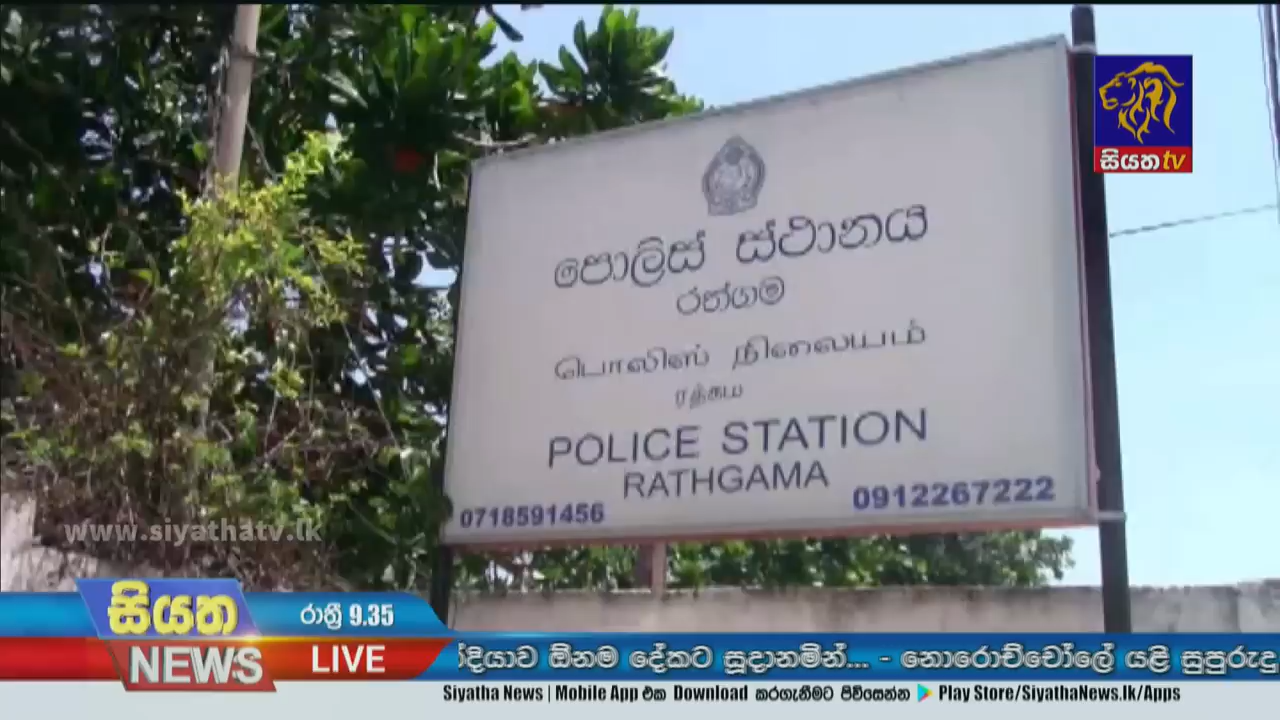 සියත tv
පොලිස් ස්ථානය
රත්ගම
பொலிஸ் நிலையம்
ரத்கம
POLICE STATION
RATHGAMA
0718591456
0912267222
www.siyathatv.lk
සියත
NEWS
රාත්‍රී 9.35
LIVE
ඕනම දේකට සූදානමින්... - නොරොච්චෝලේ යළි සුපුරුදු
Siyatha News | Mobile App එක Download කරගැනීමට පිවිසෙන්න Play Store/SiyathaNews.lk/Apps